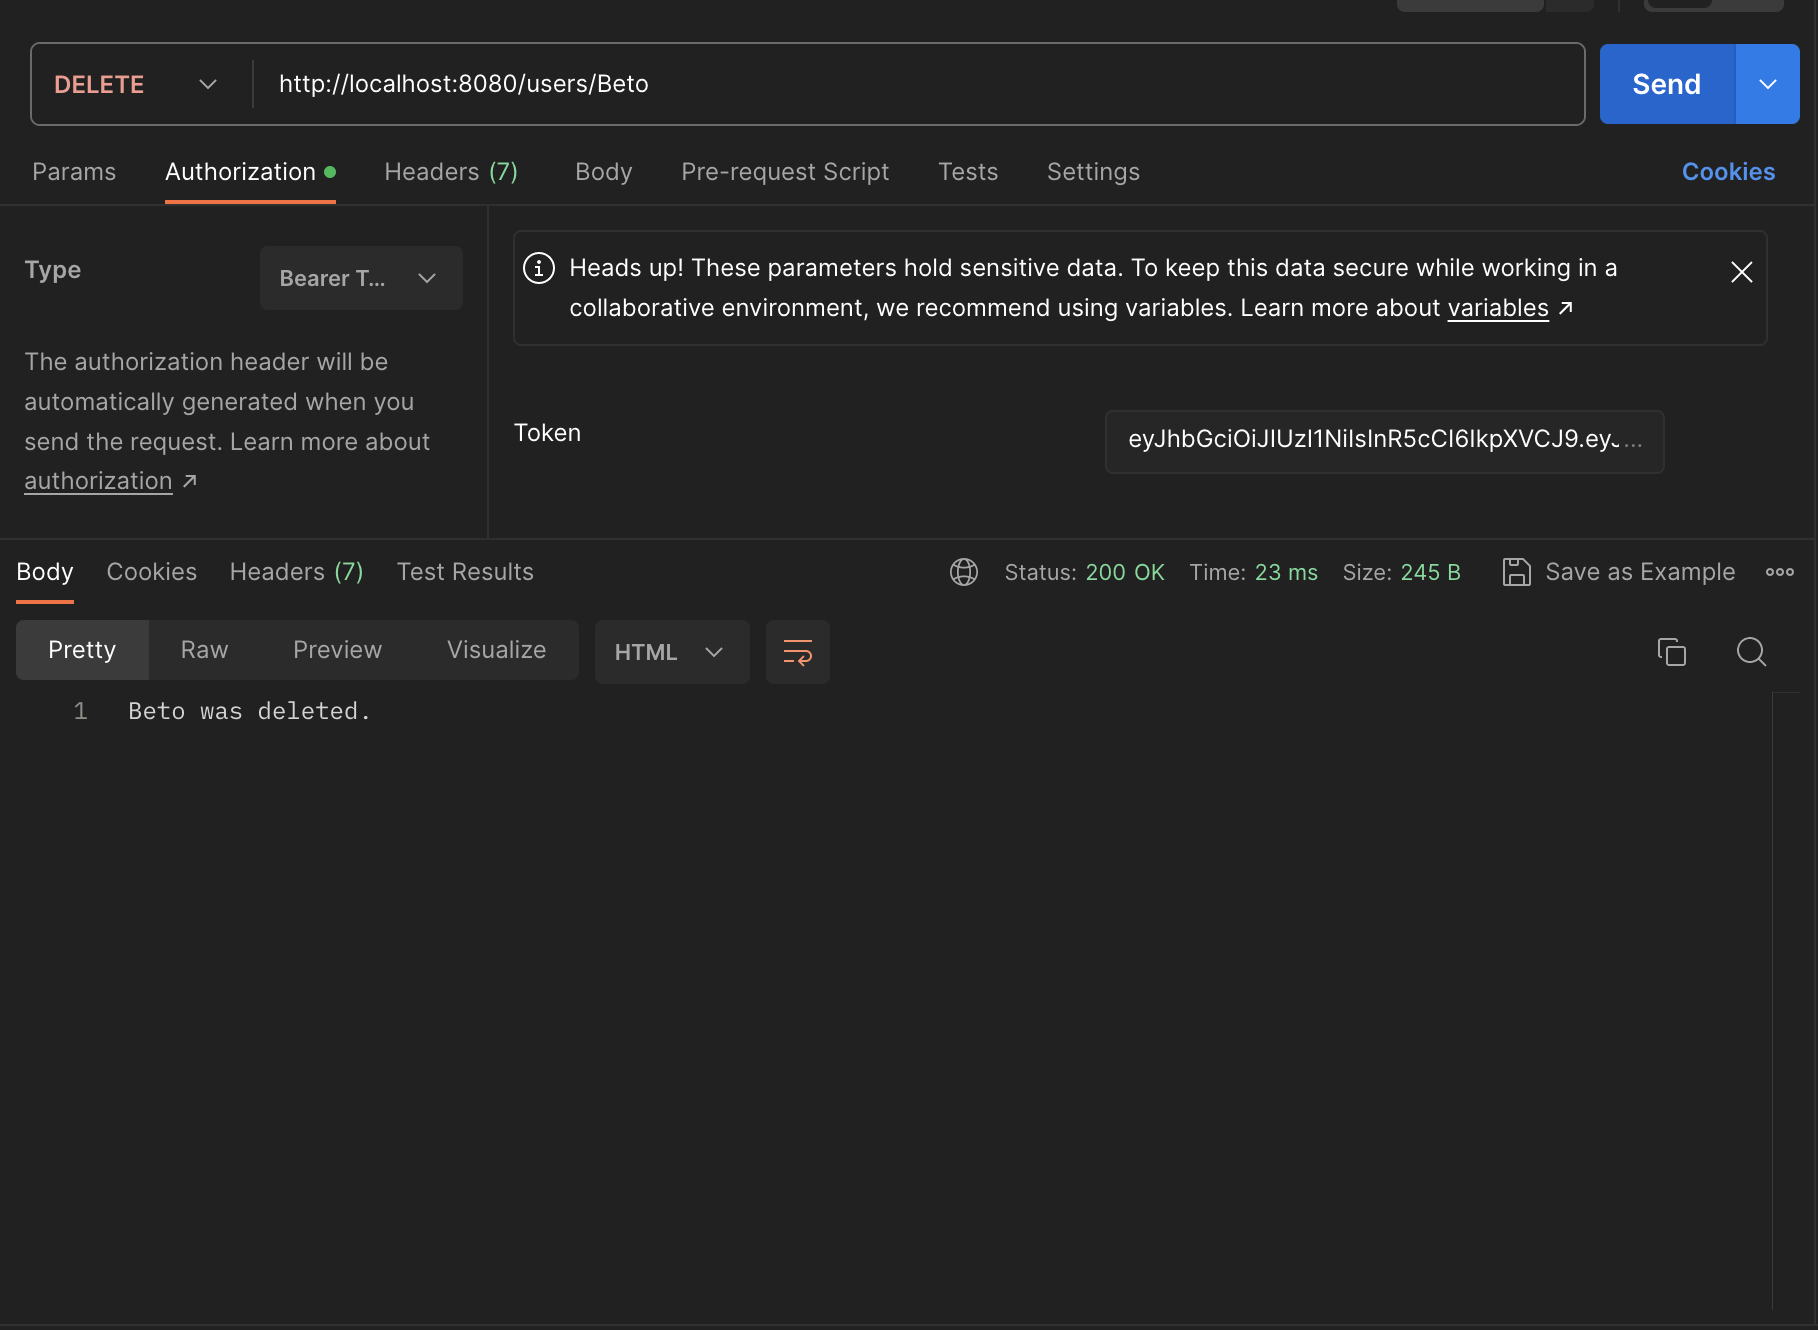 DELETE http://localhost:8080/users/Beto Send
Params Authorization Headers (7) Body Pre-request Script Tests Settings Cookies
Type Bearer T...
The authorization header will be
automatically generated when you
send the request. Learn more about
authorization ↗
Heads up! These parameters hold sensitive data. To keep this data secure while working in a
collaborative environment, we recommend using variables. Learn more about variables ↗
Token eyJhbGciOiJIUzI1NiIsInR5cCI6IkpXVCJ9.eyJ...
Body Cookies Headers (7) Test Results Status: 200 OK Time: 23 ms Size: 245 B Save as Example
Pretty Raw Preview Visualize HTML
1 Beto was deleted.